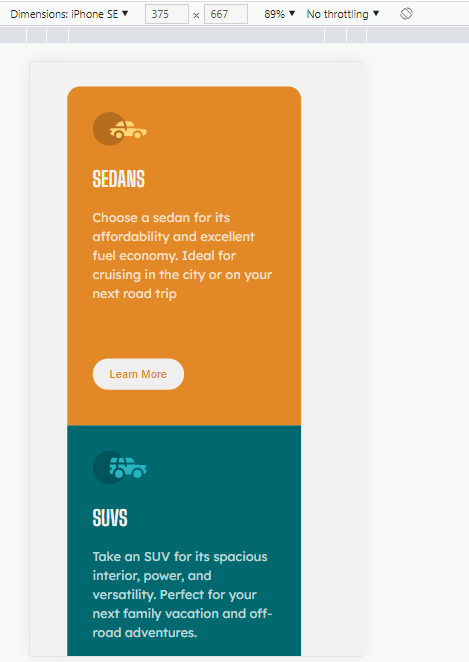 Dimensions: iPhone SE ▼ 375 × 667 89% ▼ No throttling ▼
SEDANS
Choose a sedan for its
affordability and excellent
fuel economy. Ideal for
cruising in the city or on your
next road trip
Learn More
SUVS
Take an SUV for its spacious
interior, power, and
versatility. Perfect for your
next family vacation and off-
road adventures.